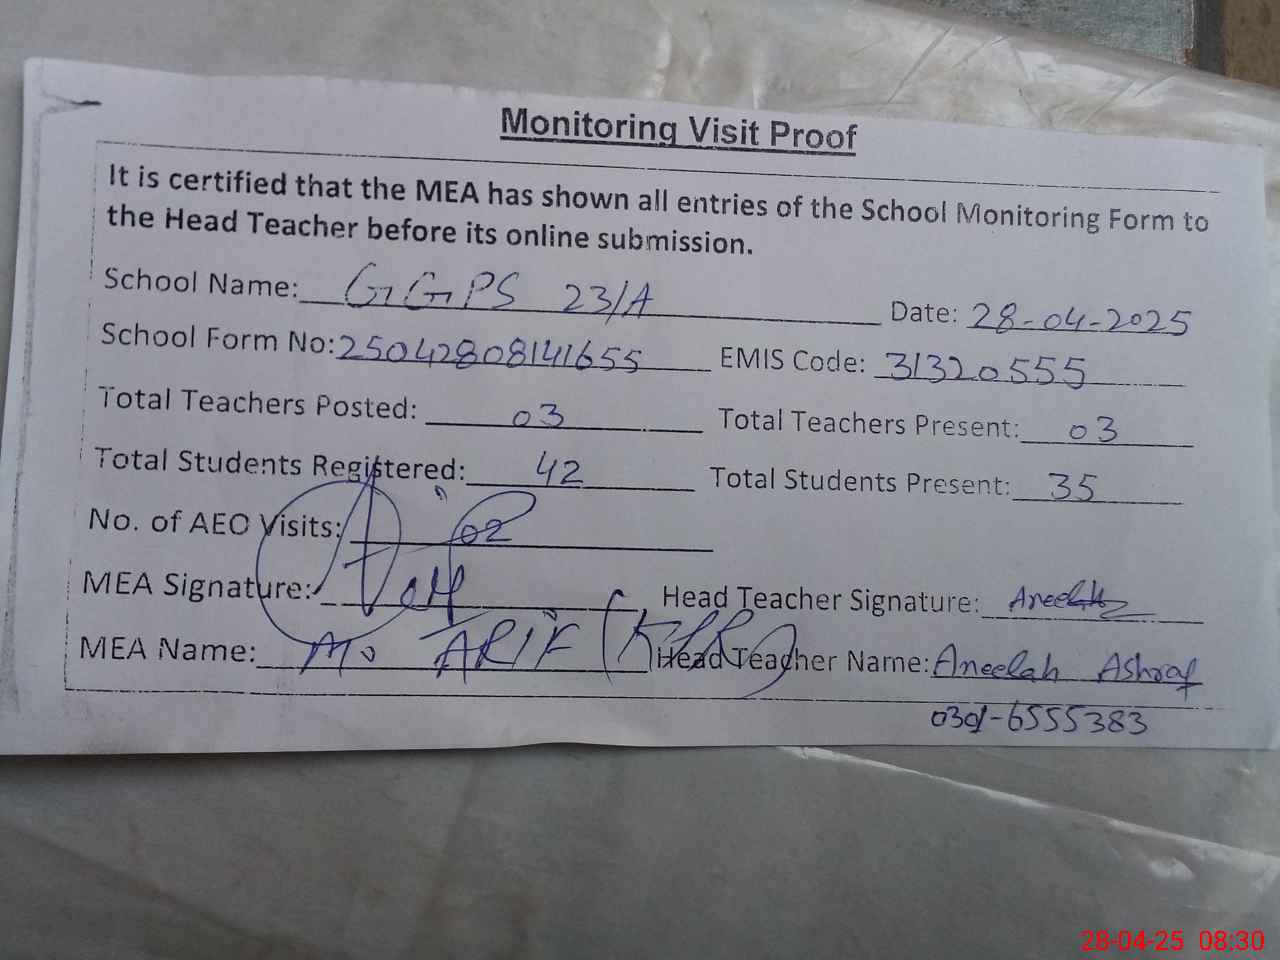 Monitoring Visit Proof
It is certified that the MEA has shown all entries of the School Monitoring Form to
the Head Teacher before its online submission.
School Name: GGPS 23/A Date: 28-04-2025
School Form No: 25042808141655 EMIS Code: 31320555
Total Teachers Posted: 03 Total Teachers Present: 03
Total Students Registered: 42 Total Students Present: 35
No. of AEO Visits: 02
MEA Signature: Head Teacher Signature: Aneelah
MEA Name: M. ARIF Head Teacher Name: Aneelah Ashraf
0301-6555383
28-04-25 08:30